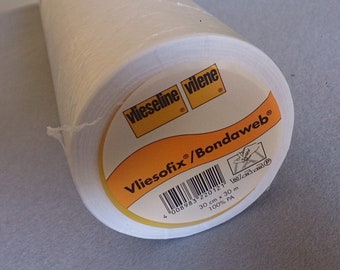 vlieseline vilene
Vliesofix®/Bondaweb®
30 cm × 30 m
100% PA